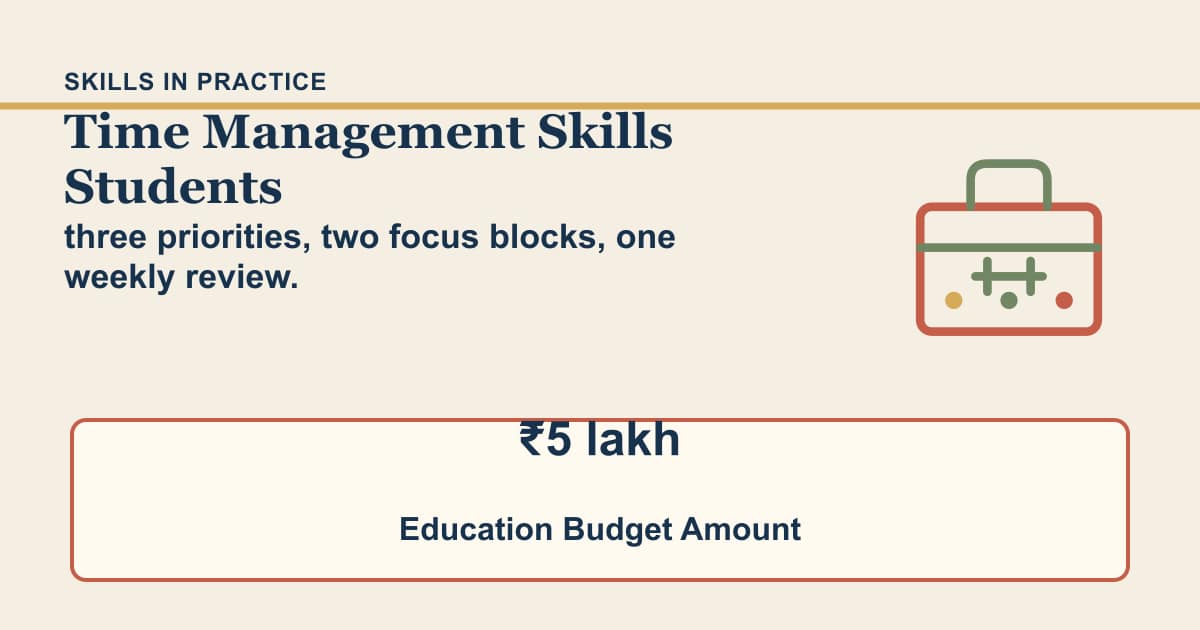 SKILLS IN PRACTICE
Time Management Skills
Students
three priorities, two focus blocks, one
weekly review.
₹5 lakh
Education Budget Amount